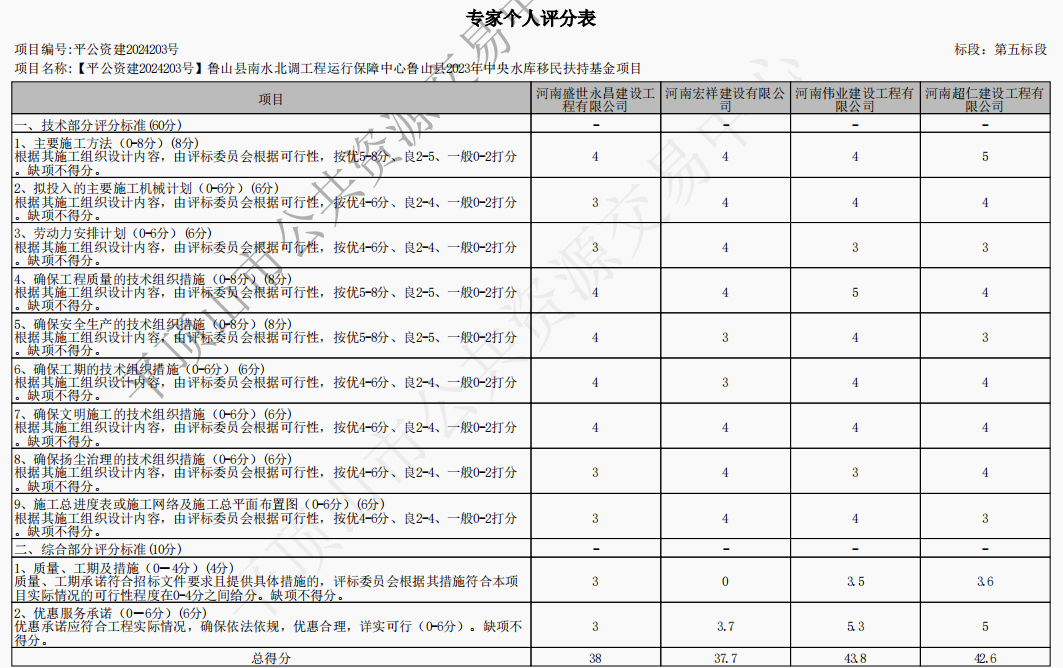 专家个人评分表
项目编号:平公资建2024203号 标段：第五标段
项目名称:【平公资建2024203号】鲁山县南水北调工程运行保障中心鲁山县2023年中央水库移民扶持基金项目
项目 河南盛世永昌建设工程有限公司 河南宏祥建设有限公司 河南伟业建设工程有限公司 河南超仁建设工程有限公司
一、技术部分评分标准(60分) - - - -
1、主要施工方法（0-8分）(8分)
根据其施工组织设计内容，由评标委员会根据可行性，按优5-8分、良2-5、一般0-2打分 4 4 4 5
。缺项不得分。
2、拟投入的主要施工机械计划（0-6分）(6分)
根据其施工组织设计内容，由评标委员会根据可行性，按优4-6分、良2-4、一般0-2打分 3 4 4 4
。缺项不得分。
3、劳动力安排计划（0-6分）(6分)
根据其施工组织设计内容，由评标委员会根据可行性，按优4-6分、良2-4、一般0-2打分 3 4 3 3
。缺项不得分。
4、确保工程质量的技术组织措施（0-8分）(8分)
根据其施工组织设计内容，由评标委员会根据可行性，按优5-8分、良2-5、一般0-2打分 4 4 5 4
。缺项不得分。
5、确保安全生产的技术组织措施（0-8分）(8分)
根据其施工组织设计内容，由评标委员会根据可行性，按优5-8分、良2-5、一般0-2打分 4 3 4 3
。缺项不得分。
6、确保工期的技术组织措施（0-6分）(6分)
根据其施工组织设计内容，由评标委员会根据可行性，按优4-6分、良2-4、一般0-2打分 4 3 4 4
。缺项不得分。
7、确保文明施工的技术组织措施（0-6分）(6分)
根据其施工组织设计内容，由评标委员会根据可行性，按优4-6分、良2-4、一般0-2打分 4 4 4 4
。缺项不得分。
8、确保扬尘治理的技术组织措施（0-6分）(6分)
根据其施工组织设计内容，由评标委员会根据可行性，按优4-6分、良2-4、一般0-2打分 3 4 3 4
。缺项不得分。
9、施工总进度表或施工网络及施工总平面布置图（0-6分）(6分)
根据其施工组织设计内容，由评标委员会根据可行性，按优4-6分、良2-4、一般0-2打分 3 4 4 3
。缺项不得分。
二、综合部分评分标准(10分) - - - -
1、质量、工期及措施（0—4分）(4分)
质量、工期承诺符合招标文件要求且提供具体措施的，评标委员会根据其措施符合本项 3 0 3.5 3.6
目实际情况的可行性程度在0-4分之间给分。缺项不得分。
2、优惠服务承诺（0—6分）(6分)
优惠承诺应符合工程实际情况，确保依法依规，优惠合理，详实可行（0-6分）。缺项不 3 3.7 5.3 5
得分。
总得分 38 37.7 43.8 42.6
平顶山市公共资源交易中心
平顶山市公共资源交易中心